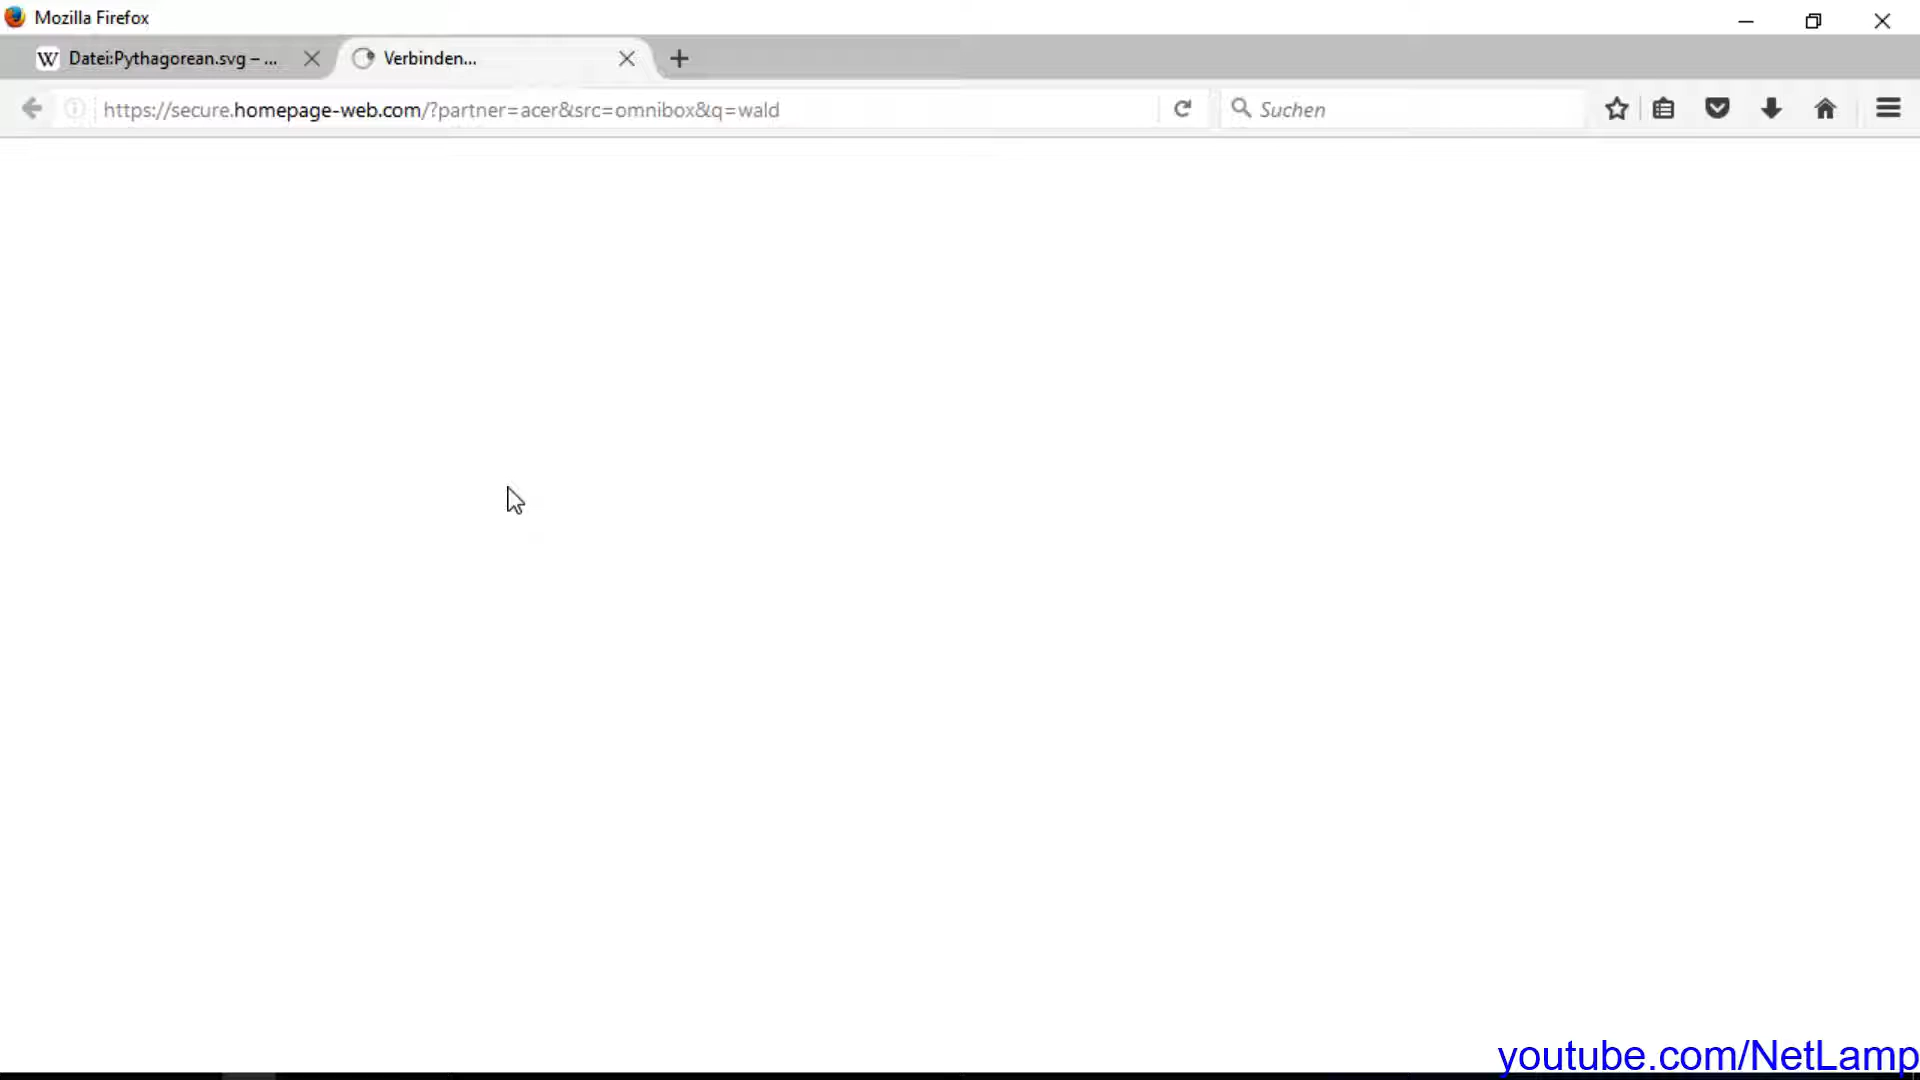 Mozilla Firefox
W Datei:Pythagorean.svg – ...
Verbinden...
https://secure.homepage-web.com/?partner=acer&src=omnibox&q=wald
Suchen
youtube.com/NetLamp